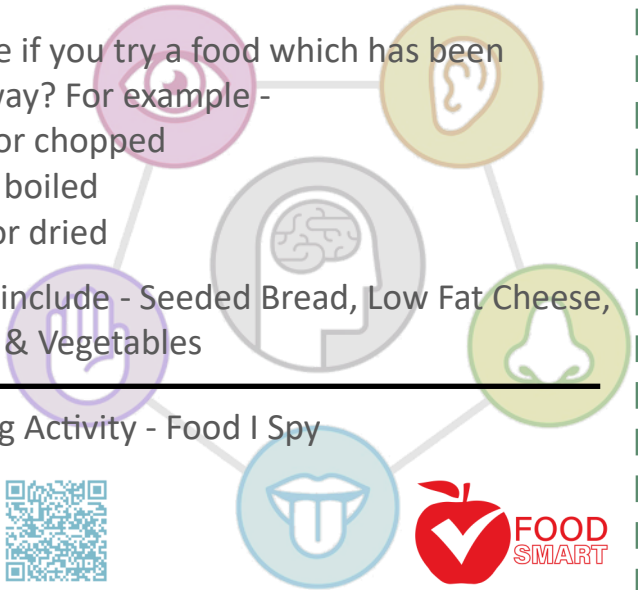 e if you try a food which has been
way? For example -
or chopped
boiled
or dried
include - Seeded Bread, Low Fat Cheese,
& Vegetables
g Activity - Food I Spy
FOOD
SMART